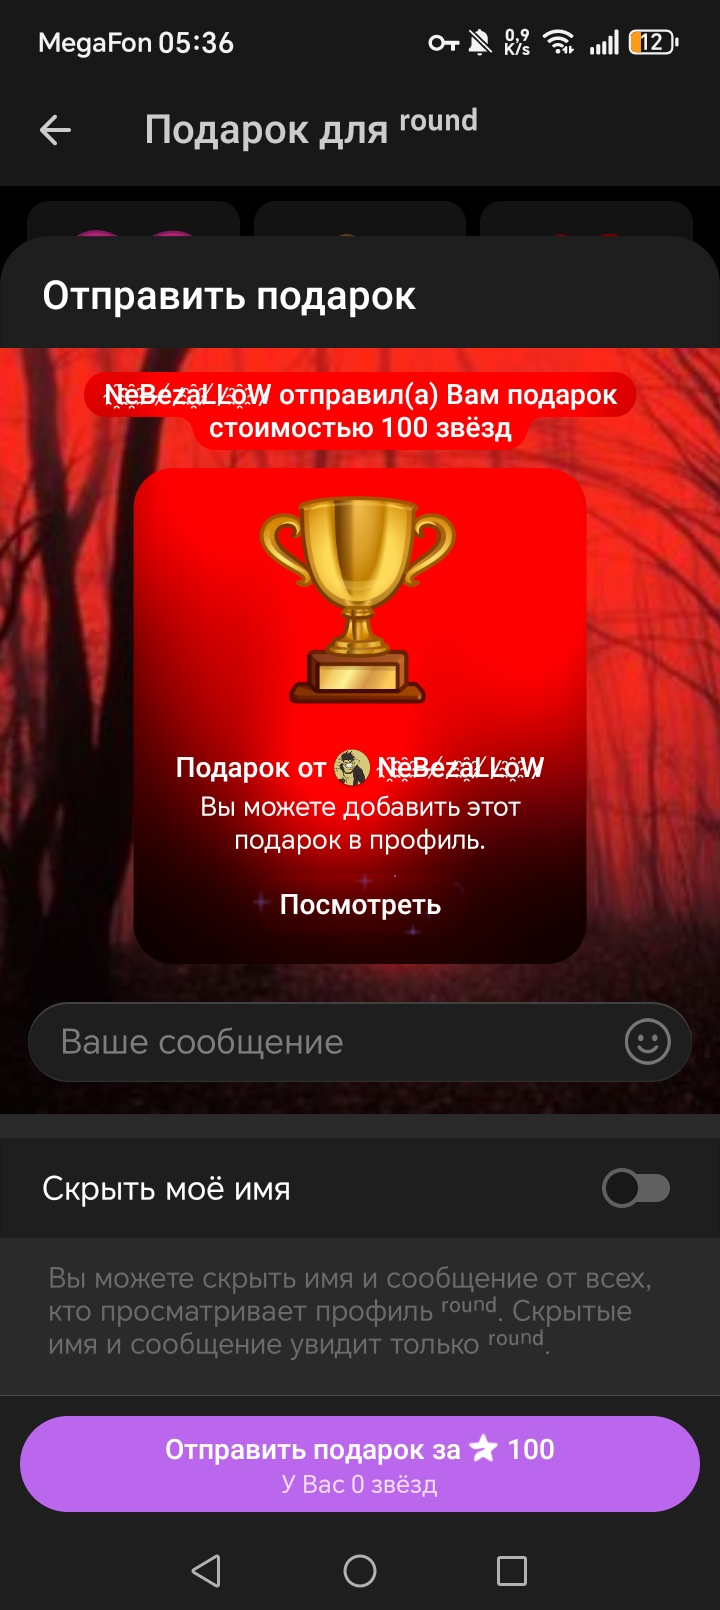 MegaFon 05:36
0,9 K/s
12
Подарок для ʳᵒᵘⁿᵈ
Отправить подарок
NeBezaLLoW отправил(а) Вам подарок
стоимостью 100 звёзд
Подарок от NeBezaLLoW
Вы можете добавить этот
подарок в профиль.
Посмотреть
Ваше сообщение
Скрыть моё имя
Вы можете скрыть имя и сообщение от всех,
кто просматривает профиль ʳᵒᵘⁿᵈ. Скрытые
имя и сообщение увидит только ʳᵒᵘⁿᵈ.
Отправить подарок за 100
У Вас 0 звёзд